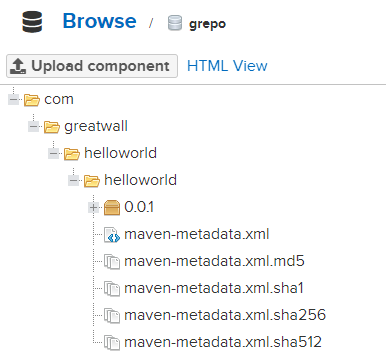 Browse / grepo
Upload component HTML View
com
greatwall
helloworld
helloworld
0.0.1
maven-metadata.xml
maven-metadata.xml.md5
maven-metadata.xml.sha1
maven-metadata.xml.sha256
maven-metadata.xml.sha512